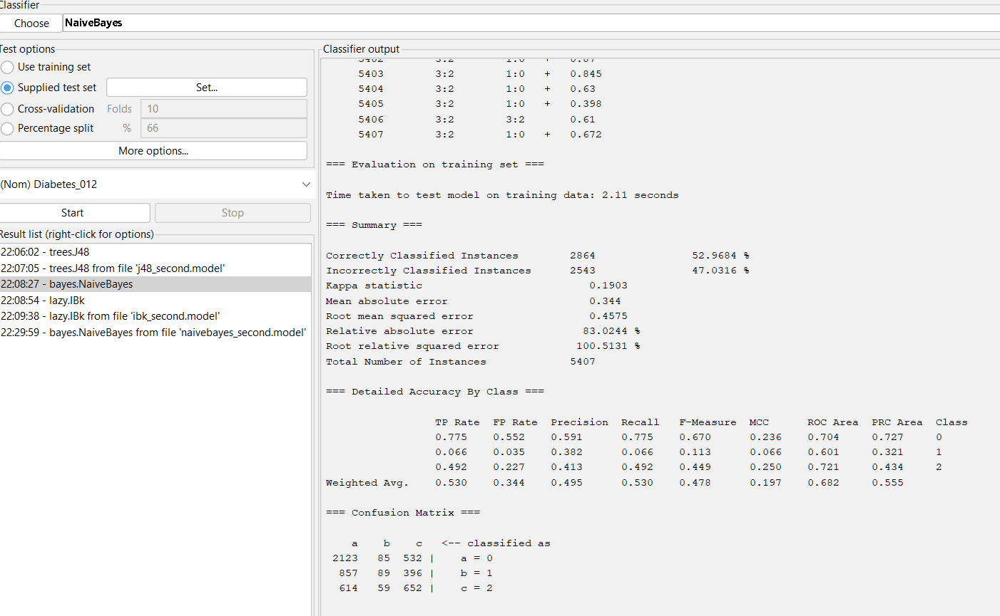 Classifier
Choose NaiveBayes
Test options
Use training set
Supplied test set Set...
Cross-validation Folds 10
Percentage split % 66
More options...
(Nom) Diabetes_012
Start Stop
Result list (right-click for options)
22:06:02 - trees.J48
22:07:05 - trees.J48 from file 'j48_second.model'
22:08:27 - bayes.NaiveBayes
22:08:54 - lazy.IBk
22:09:38 - lazy.IBk from file 'ibk_second.model'
22:29:59 - bayes.NaiveBayes from file 'naivebayes_second.model'
Classifier output
5402 3:2 1:0 + 0.67
5403 3:2 1:0 + 0.845
5404 3:2 1:0 + 0.63
5405 3:2 1:0 + 0.398
5406 3:2 3:2 0.61
5407 3:2 1:0 + 0.672
=== Evaluation on training set ===
Time taken to test model on training data: 2.11 seconds
=== Summary ===
Correctly Classified Instances 2864 52.9684 %
Incorrectly Classified Instances 2543 47.0316 %
Kappa statistic 0.1903
Mean absolute error 0.344
Root mean squared error 0.4575
Relative absolute error 83.0244 %
Root relative squared error 100.5131 %
Total Number of Instances 5407
=== Detailed Accuracy By Class ===
TP Rate FP Rate Precision Recall F-Measure MCC ROC Area PRC Area Class
0.775 0.552 0.591 0.775 0.670 0.236 0.704 0.727 0
0.066 0.035 0.382 0.066 0.113 0.066 0.601 0.321 1
0.492 0.227 0.413 0.492 0.449 0.250 0.721 0.434 2
Weighted Avg. 0.530 0.344 0.495 0.530 0.478 0.197 0.682 0.555
=== Confusion Matrix ===
a b c <-- classified as
2123 85 532 | a = 0
857 89 396 | b = 1
614 59 652 | c = 2